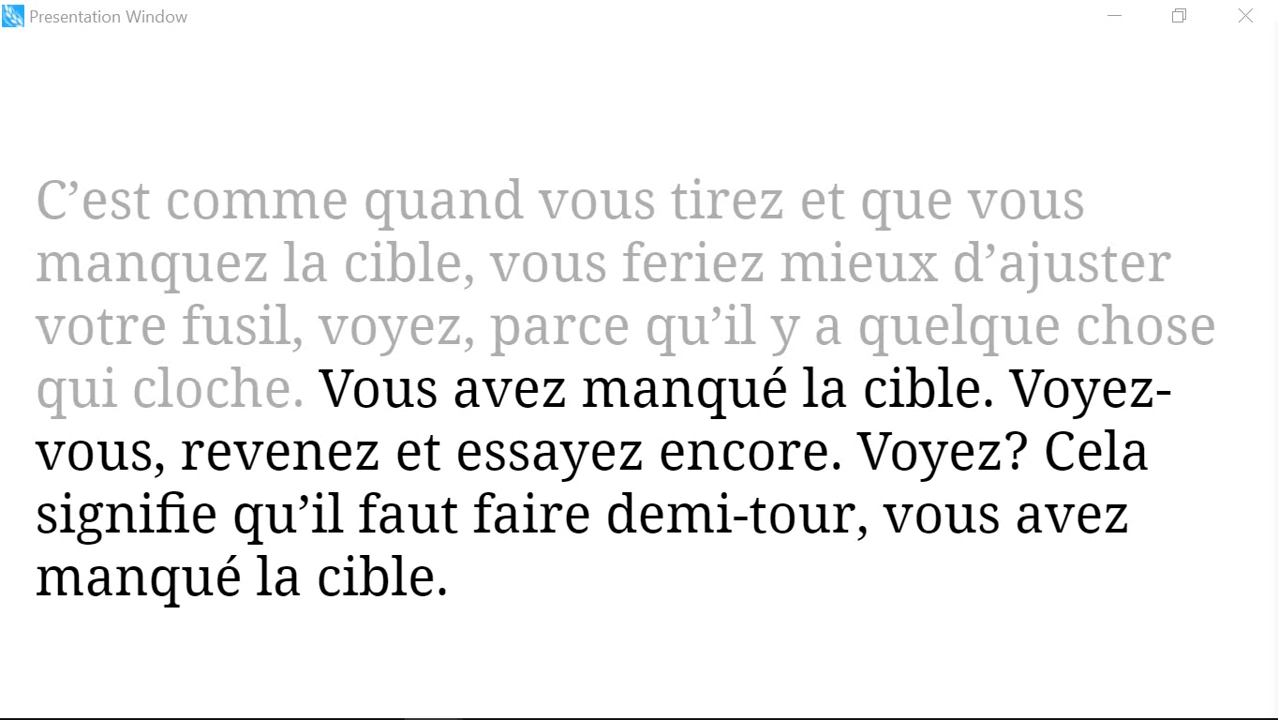 Presentation Window
C’est comme quand vous tirez et que vous
manquez la cible, vous feriez mieux d’ajuster
votre fusil, voyez, parce qu’il y a quelque chose
qui cloche. Vous avez manqué la cible. Voyez-
vous, revenez et essayez encore. Voyez? Cela
signifie qu’il faut faire demi-tour, vous avez
manqué la cible.